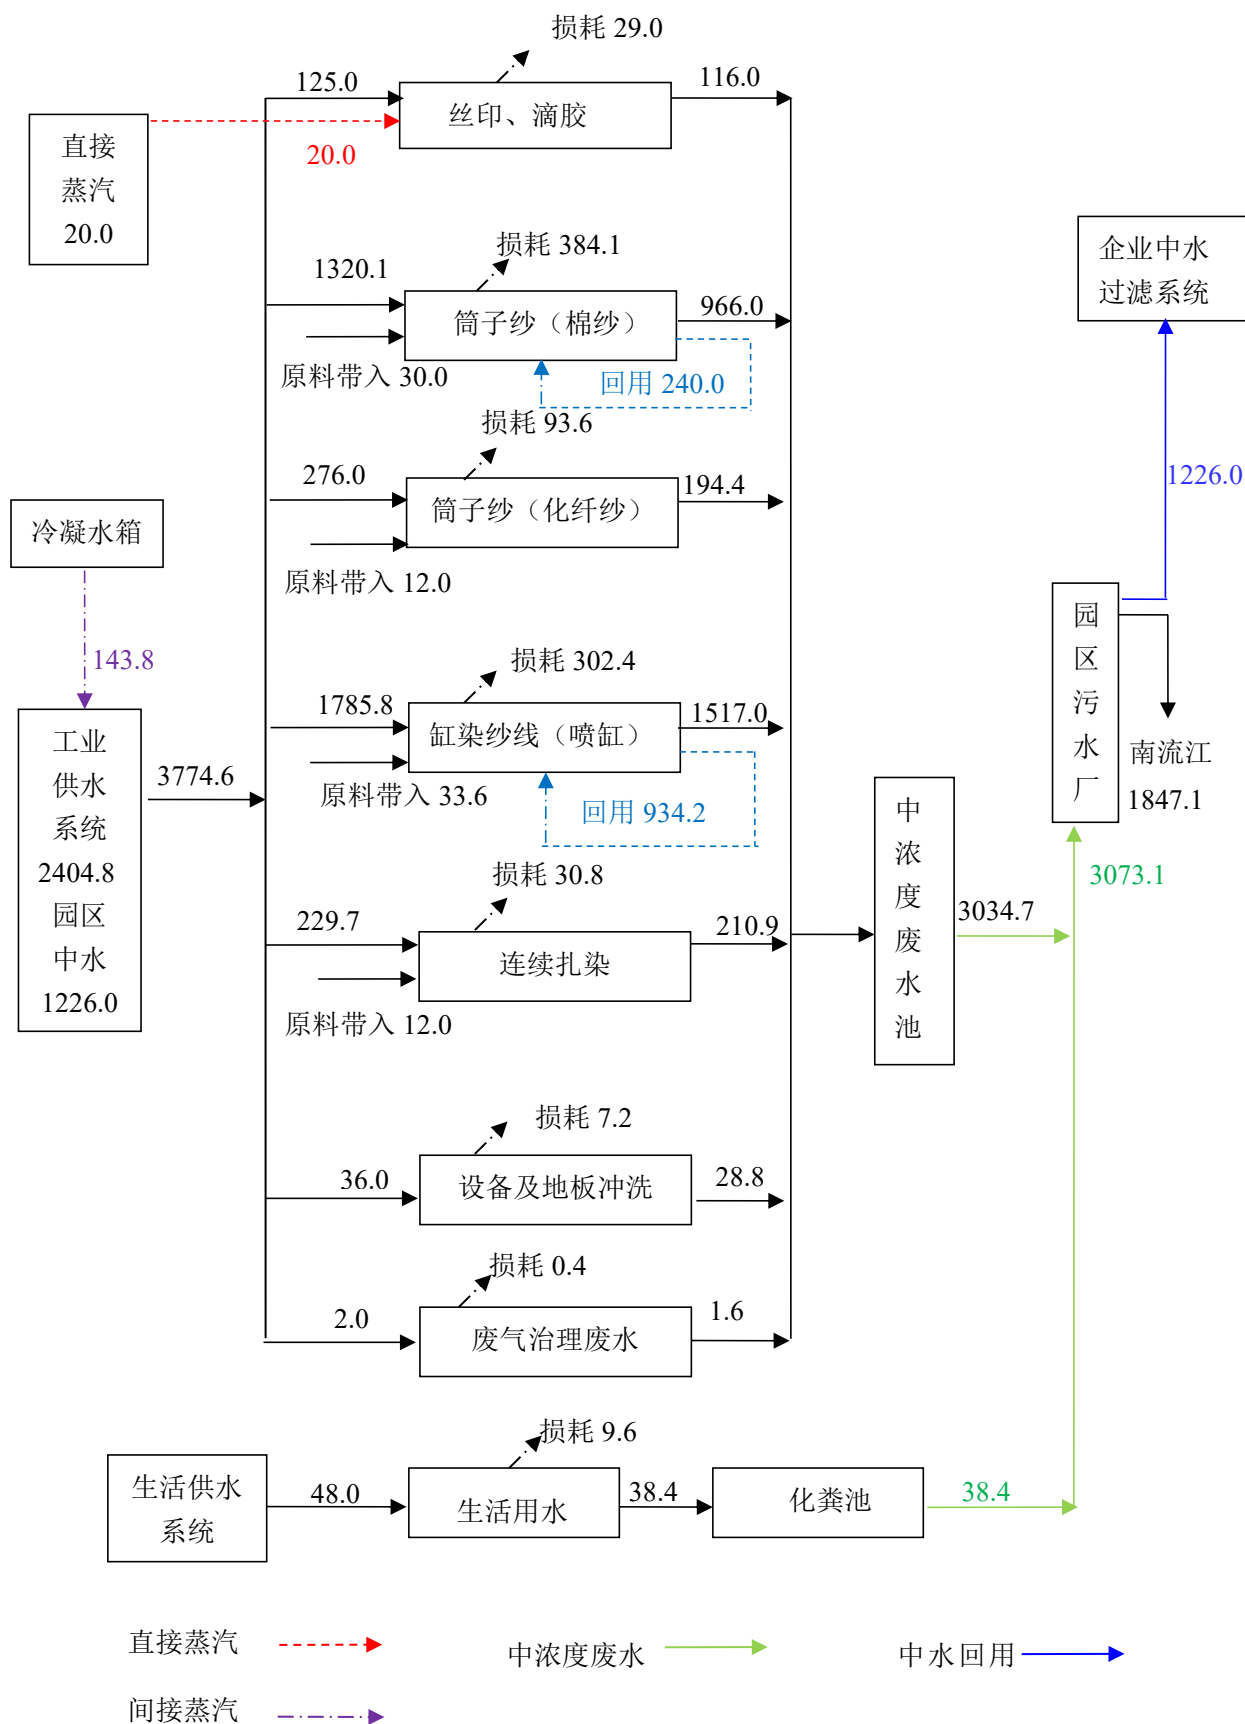 损耗 29.0
125.0
116.0
丝印、滴胶
直接
蒸汽
20.0
20.0
损耗 384.1
1320.1
筒子纱（棉纱）
966.0
原料带入 30.0
回用 240.0
企业中水
过滤系统
损耗 93.6
276.0
筒子纱（化纤纱）
194.4
原料带入 12.0
1226.0
冷凝水箱
143.8
损耗 302.4
1785.8
缸染纱线（喷缸）
1517.0
原料带入 33.6
回用 934.2
园
区
污
水
厂
南流江
1847.1
工业
供水
系统
2404.8
园区
中水
1226.0
3774.6
损耗 30.8
229.7
连续扎染
210.9
原料带入 12.0
中
浓
度
废
水
池
3034.7
3073.1
损耗 7.2
36.0
设备及地板冲洗
28.8
损耗 0.4
2.0
废气治理废水
1.6
损耗 9.6
生活供水
系统
48.0
生活用水
38.4
化粪池
38.4
直接蒸汽
中浓度废水
中水回用
间接蒸汽